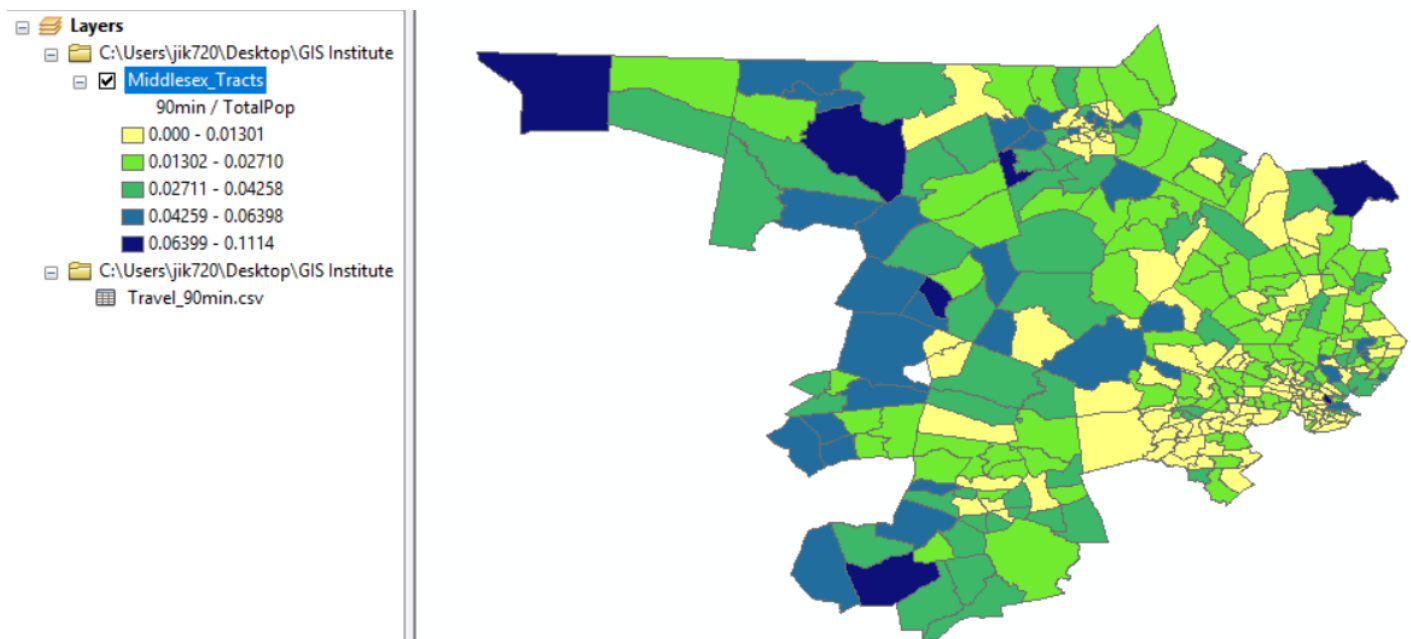 Layers
C:\Users\jik720\Desktop\GIS Institute
Middlesex_Tracts
90min / TotalPop
0.000 - 0.01301
0.01302 - 0.02710
0.02711 - 0.04258
0.04259 - 0.06398
0.06399 - 0.1114
C:\Users\jik720\Desktop\GIS Institute
Travel_90min.csv